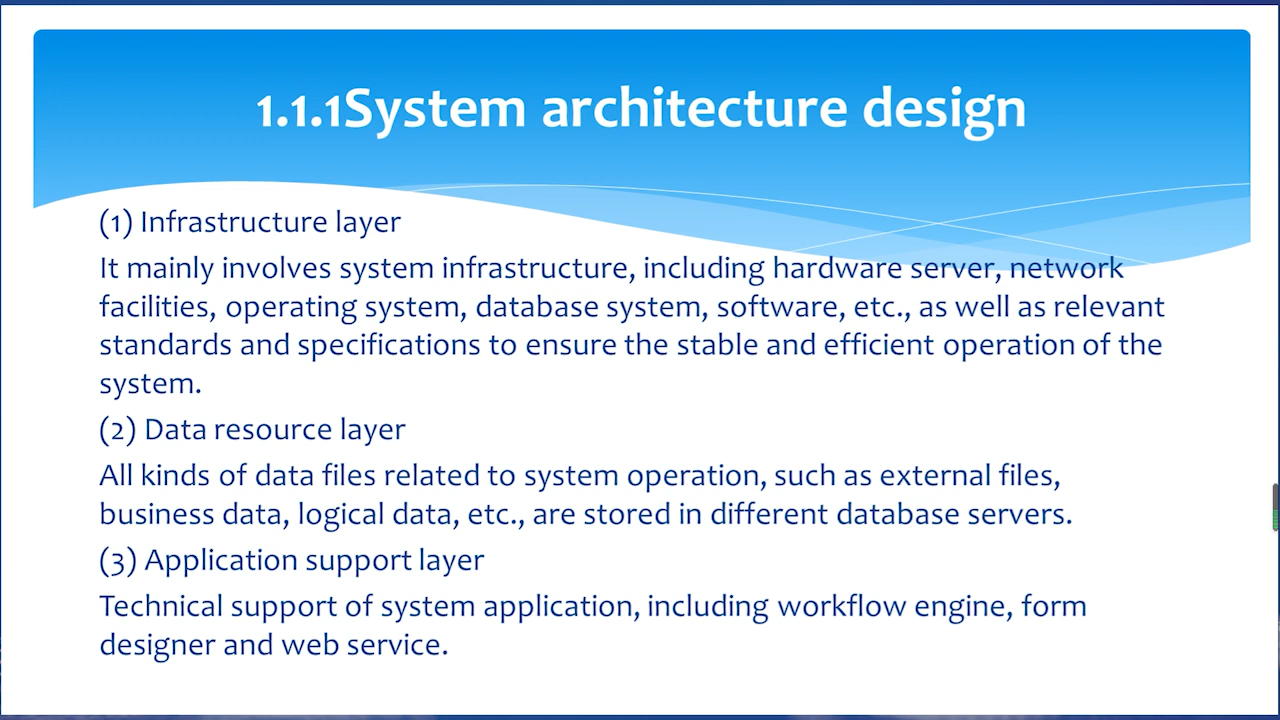 1.1.1System architecture design
(1) Infrastructure layer
It mainly involves system infrastructure, including hardware server, network
facilities, operating system, database system, software, etc., as well as relevant
standards and specifications to ensure the stable and efficient operation of the
system.
(2) Data resource layer
All kinds of data files related to system operation, such as external files,
business data, logical data, etc., are stored in different database servers.
(3) Application support layer
Technical support of system application, including workflow engine, form
designer and web service.